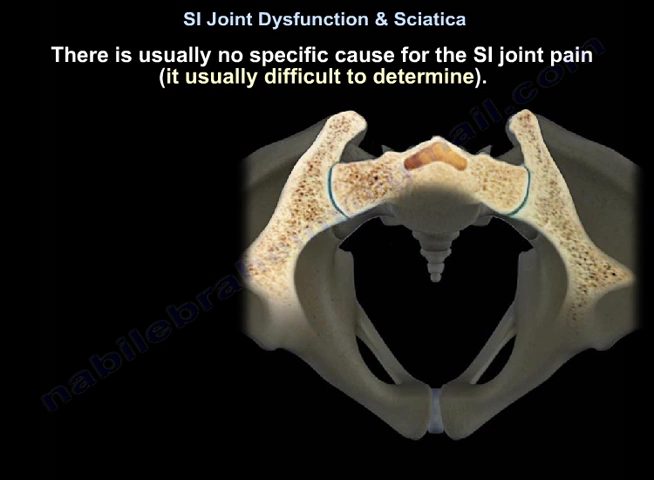 SI Joint Dysfunction & Sciatica
There is usually no specific cause for the SI joint pain
(it usually difficult to determine).